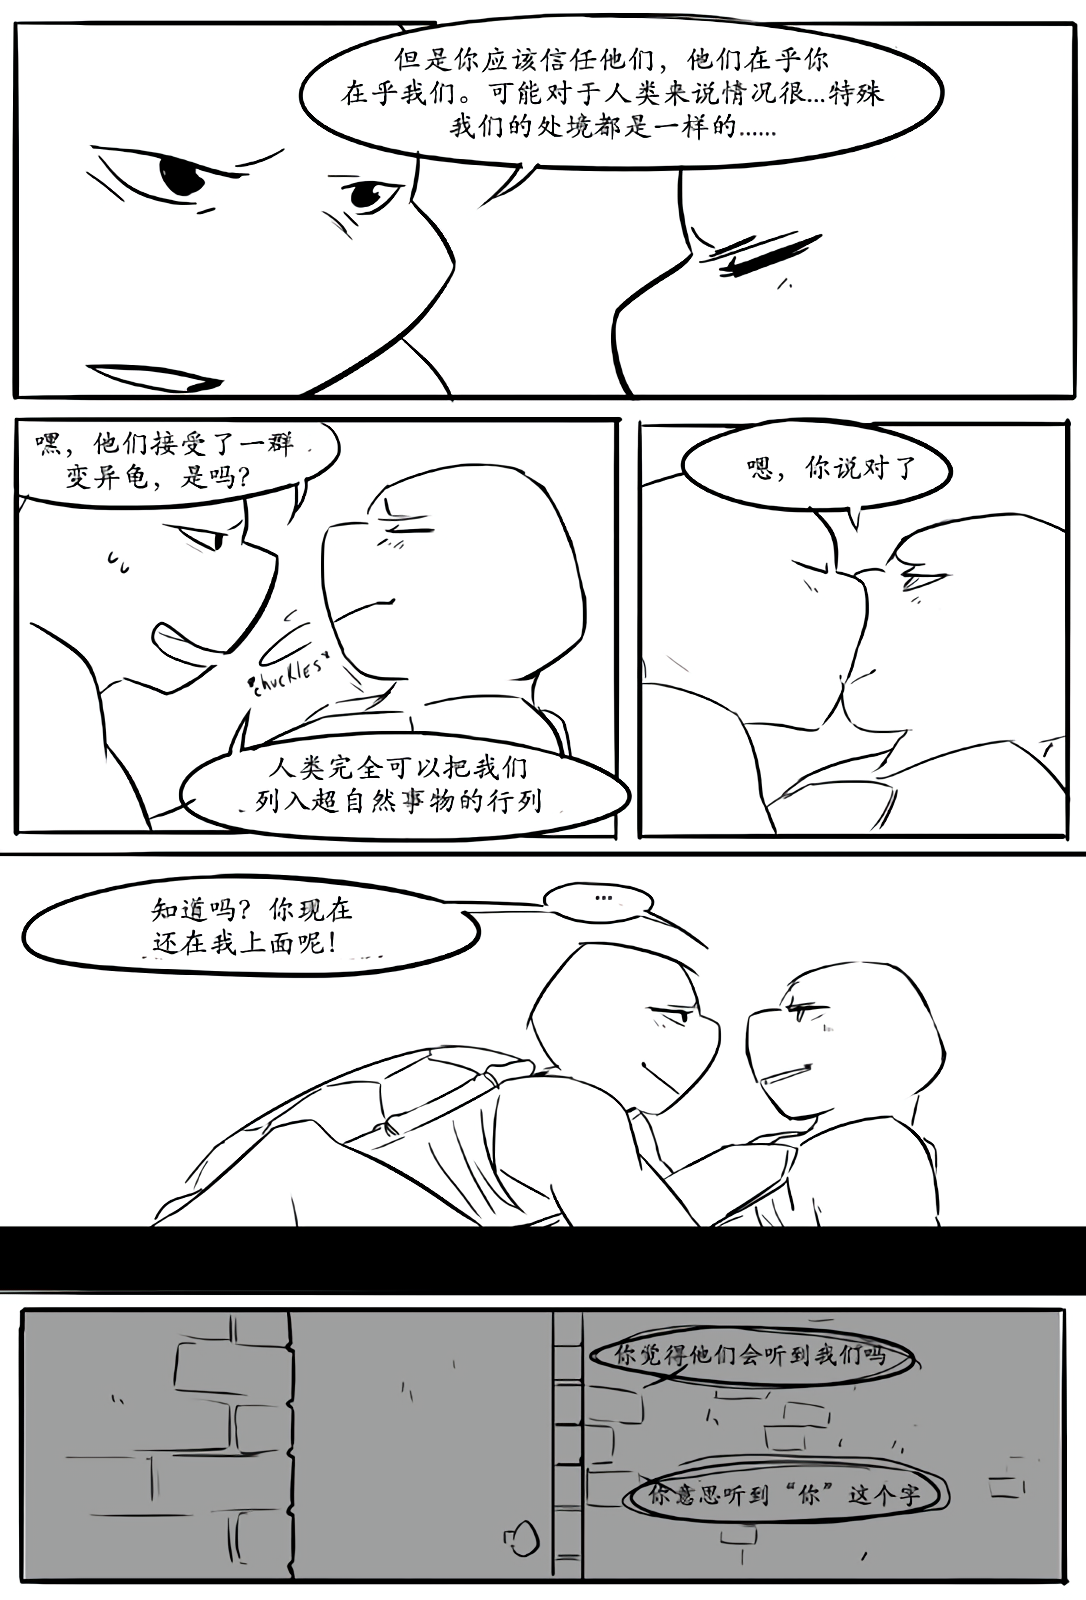 但是你应该信任他们，他们在乎你
在乎我们。可能对于人类来说情况很...特殊
我们的处境都是一样的......
嘿，他们接受了一群
变异龟，是吗？
*chuckles*
人类完全可以把我们
列入超自然事物的行列
嗯，你说对了
知道吗？你现在
还在我上面呢！
...
你觉得他们会听到我们吗
你意思听到“你”这个字